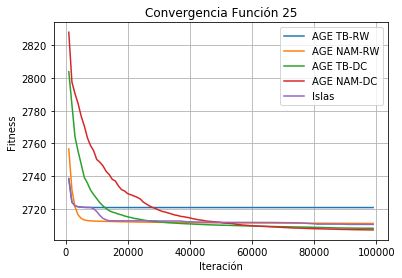 Convergencia Función 25
Fitness
2820
2800
2780
2760
2740
2720
AGE TB-RW
AGE NAM-RW
AGE TB-DC
AGE NAM-DC
Islas
0 20000 40000 60000 80000 100000
Iteración